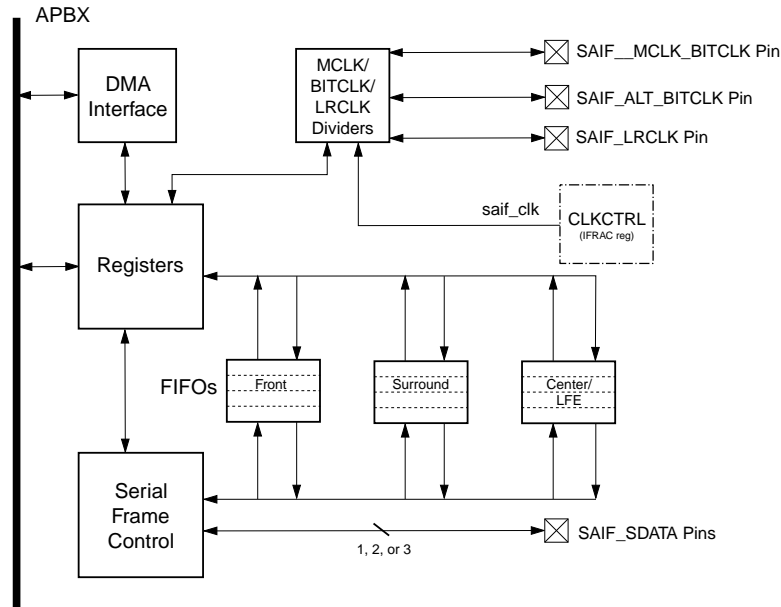 APBX
DMA
Interface
MCLK/
BITCLK/
LRCLK
Dividers
SAIF__MCLK_BITCLK Pin
SAIF_ALT_BITCLK Pin
SAIF_LRCLK Pin
saif_clk
CLKCTRL
(IFRAC reg)
Registers
FIFOs
Front
Surround
Center/
LFE
Serial
Frame
Control
1, 2, or 3
SAIF_SDATA Pins